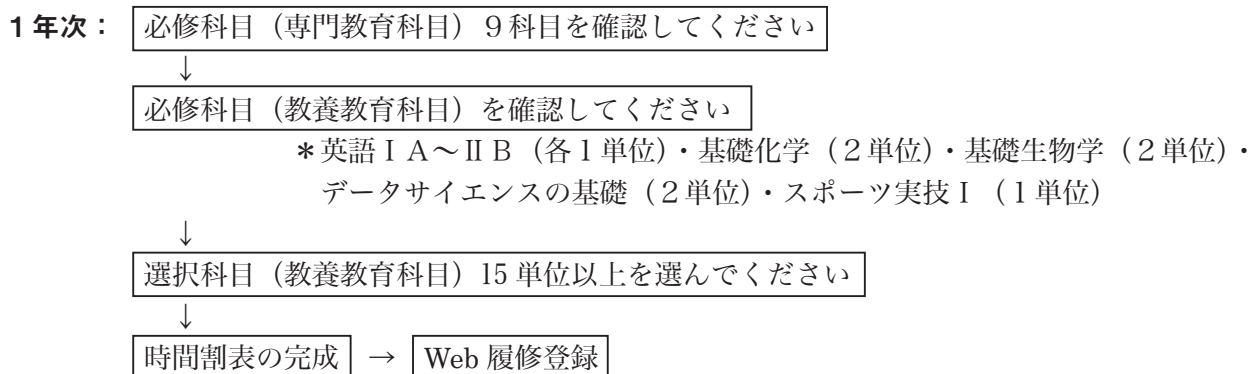 1年次： 必修科目（専門教育科目）９科目を確認してください
↓
必修科目（教養教育科目）を確認してください
＊英語ⅠA～ⅡB（各１単位）・基礎化学（２単位）・基礎生物学（２単位）・
データサイエンスの基礎（２単位）・スポーツ実技Ⅰ（１単位）
↓
選択科目（教養教育科目）15単位以上を選んでください
↓
時間割表の完成 → Web 履修登録